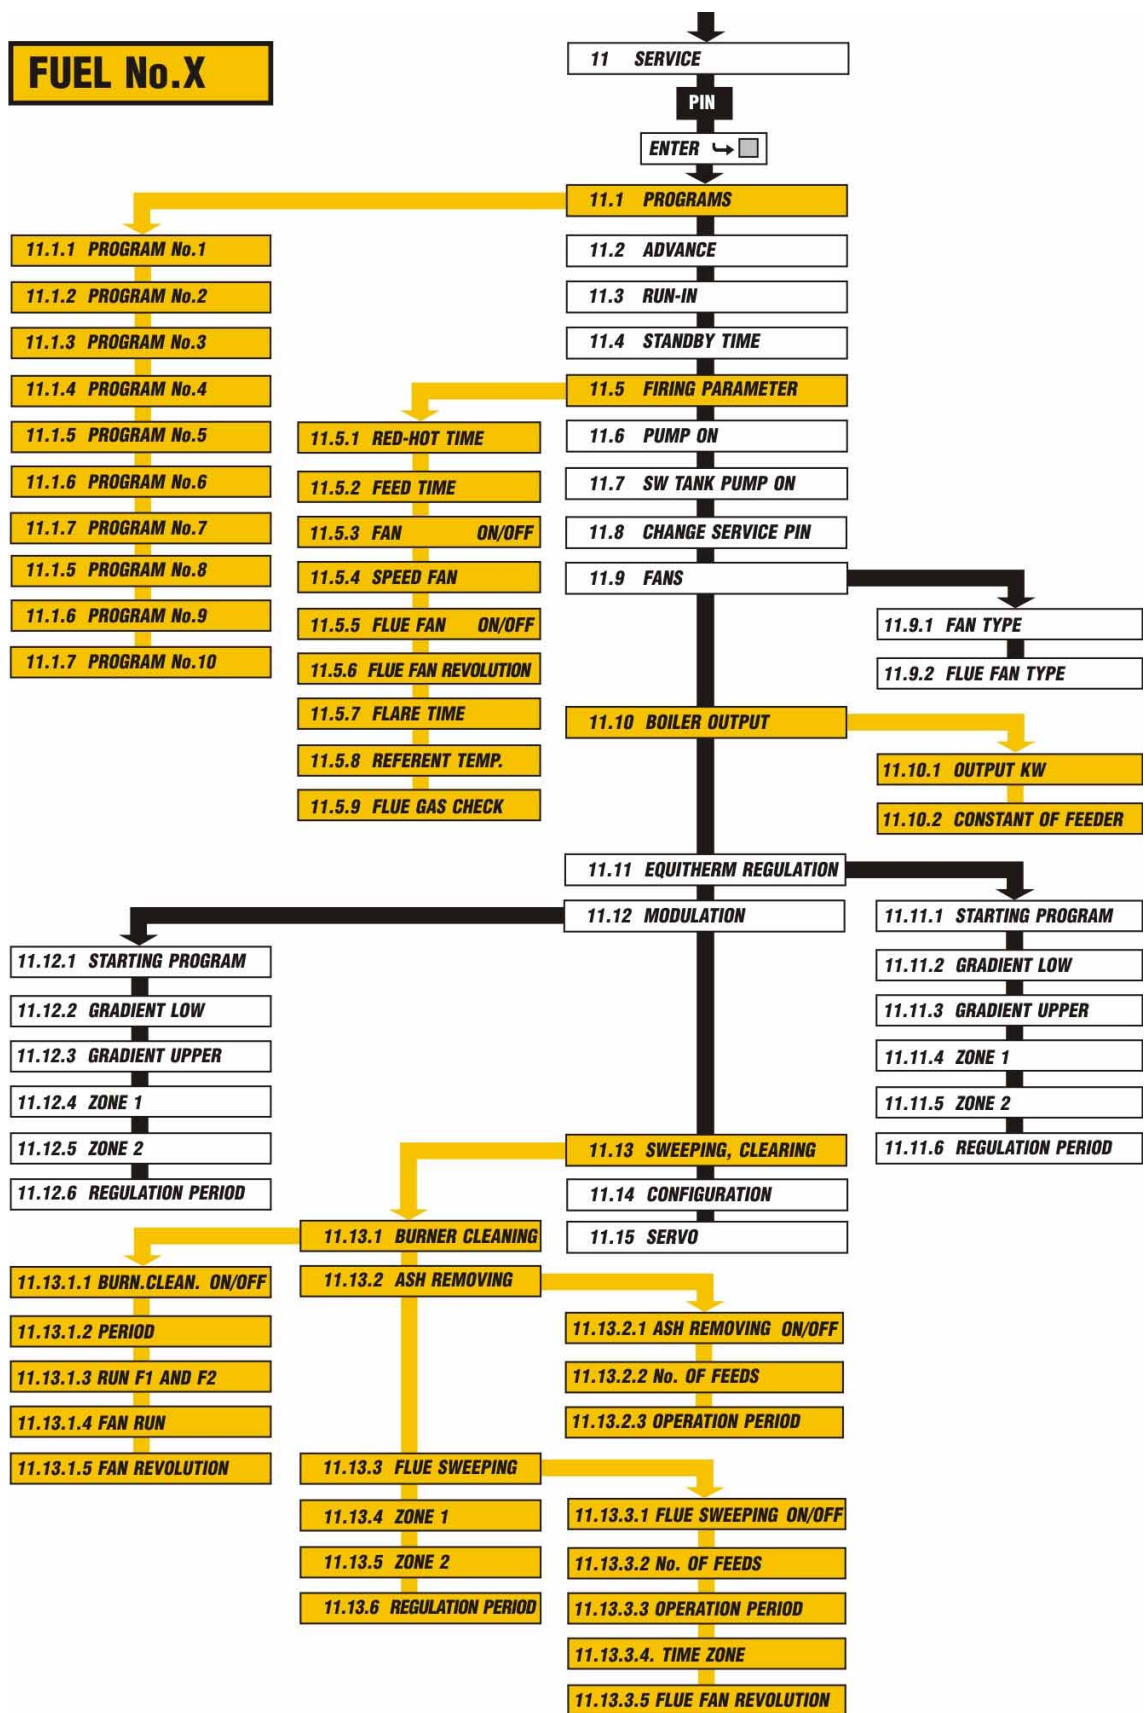 FUEL No.X
11 SERVICE
PIN
ENTER
11.1 PROGRAMS
11.1.1 PROGRAM No.1
11.1.2 PROGRAM No.2
11.1.3 PROGRAM No.3
11.1.4 PROGRAM No.4
11.1.5 PROGRAM No.5
11.1.6 PROGRAM No.6
11.1.7 PROGRAM No.7
11.1.5 PROGRAM No.8
11.1.6 PROGRAM No.9
11.1.7 PROGRAM No.10
11.2 ADVANCE
11.3 RUN-IN
11.4 STANDBY TIME
11.5 FIRING PARAMETER
11.5.1 RED-HOT TIME
11.5.2 FEED TIME
11.5.3 FAN ON/OFF
11.5.4 SPEED FAN
11.5.5 FLUE FAN ON/OFF
11.5.6 FLUE FAN REVOLUTION
11.5.7 FLARE TIME
11.5.8 REFERENT TEMP.
11.5.9 FLUE GAS CHECK
11.6 PUMP ON
11.7 SW TANK PUMP ON
11.8 CHANGE SERVICE PIN
11.9 FANS
11.9.1 FAN TYPE
11.9.2 FLUE FAN TYPE
11.10 BOILER OUTPUT
11.10.1 OUTPUT KW
11.10.2 CONSTANT OF FEEDER
11.11 EQUITHERM REGULATION
11.11.1 STARTING PROGRAM
11.11.2 GRADIENT LOW
11.11.3 GRADIENT UPPER
11.11.4 ZONE 1
11.11.5 ZONE 2
11.11.6 REGULATION PERIOD
11.12 MODULATION
11.12.1 STARTING PROGRAM
11.12.2 GRADIENT LOW
11.12.3 GRADIENT UPPER
11.12.4 ZONE 1
11.12.5 ZONE 2
11.12.6 REGULATION PERIOD
11.13 SWEEPING, CLEARING
11.14 CONFIGURATION
11.15 SERVO
11.13.1 BURNER CLEANING
11.13.1.1 BURN.CLEAN. ON/OFF
11.13.1.2 PERIOD
11.13.1.3 RUN F1 AND F2
11.13.1.4 FAN RUN
11.13.1.5 FAN REVOLUTION
11.13.2 ASH REMOVING
11.13.2.1 ASH REMOVING ON/OFF
11.13.2.2 No. OF FEEDS
11.13.2.3 OPERATION PERIOD
11.13.3 FLUE SWEEPING
11.13.4 ZONE 1
11.13.5 ZONE 2
11.13.6 REGULATION PERIOD
11.13.3.1 FLUE SWEEPING ON/OFF
11.13.3.2 No. OF FEEDS
11.13.3.3 OPERATION PERIOD
11.13.3.4. TIME ZONE
11.13.3.5 FLUE FAN REVOLUTION